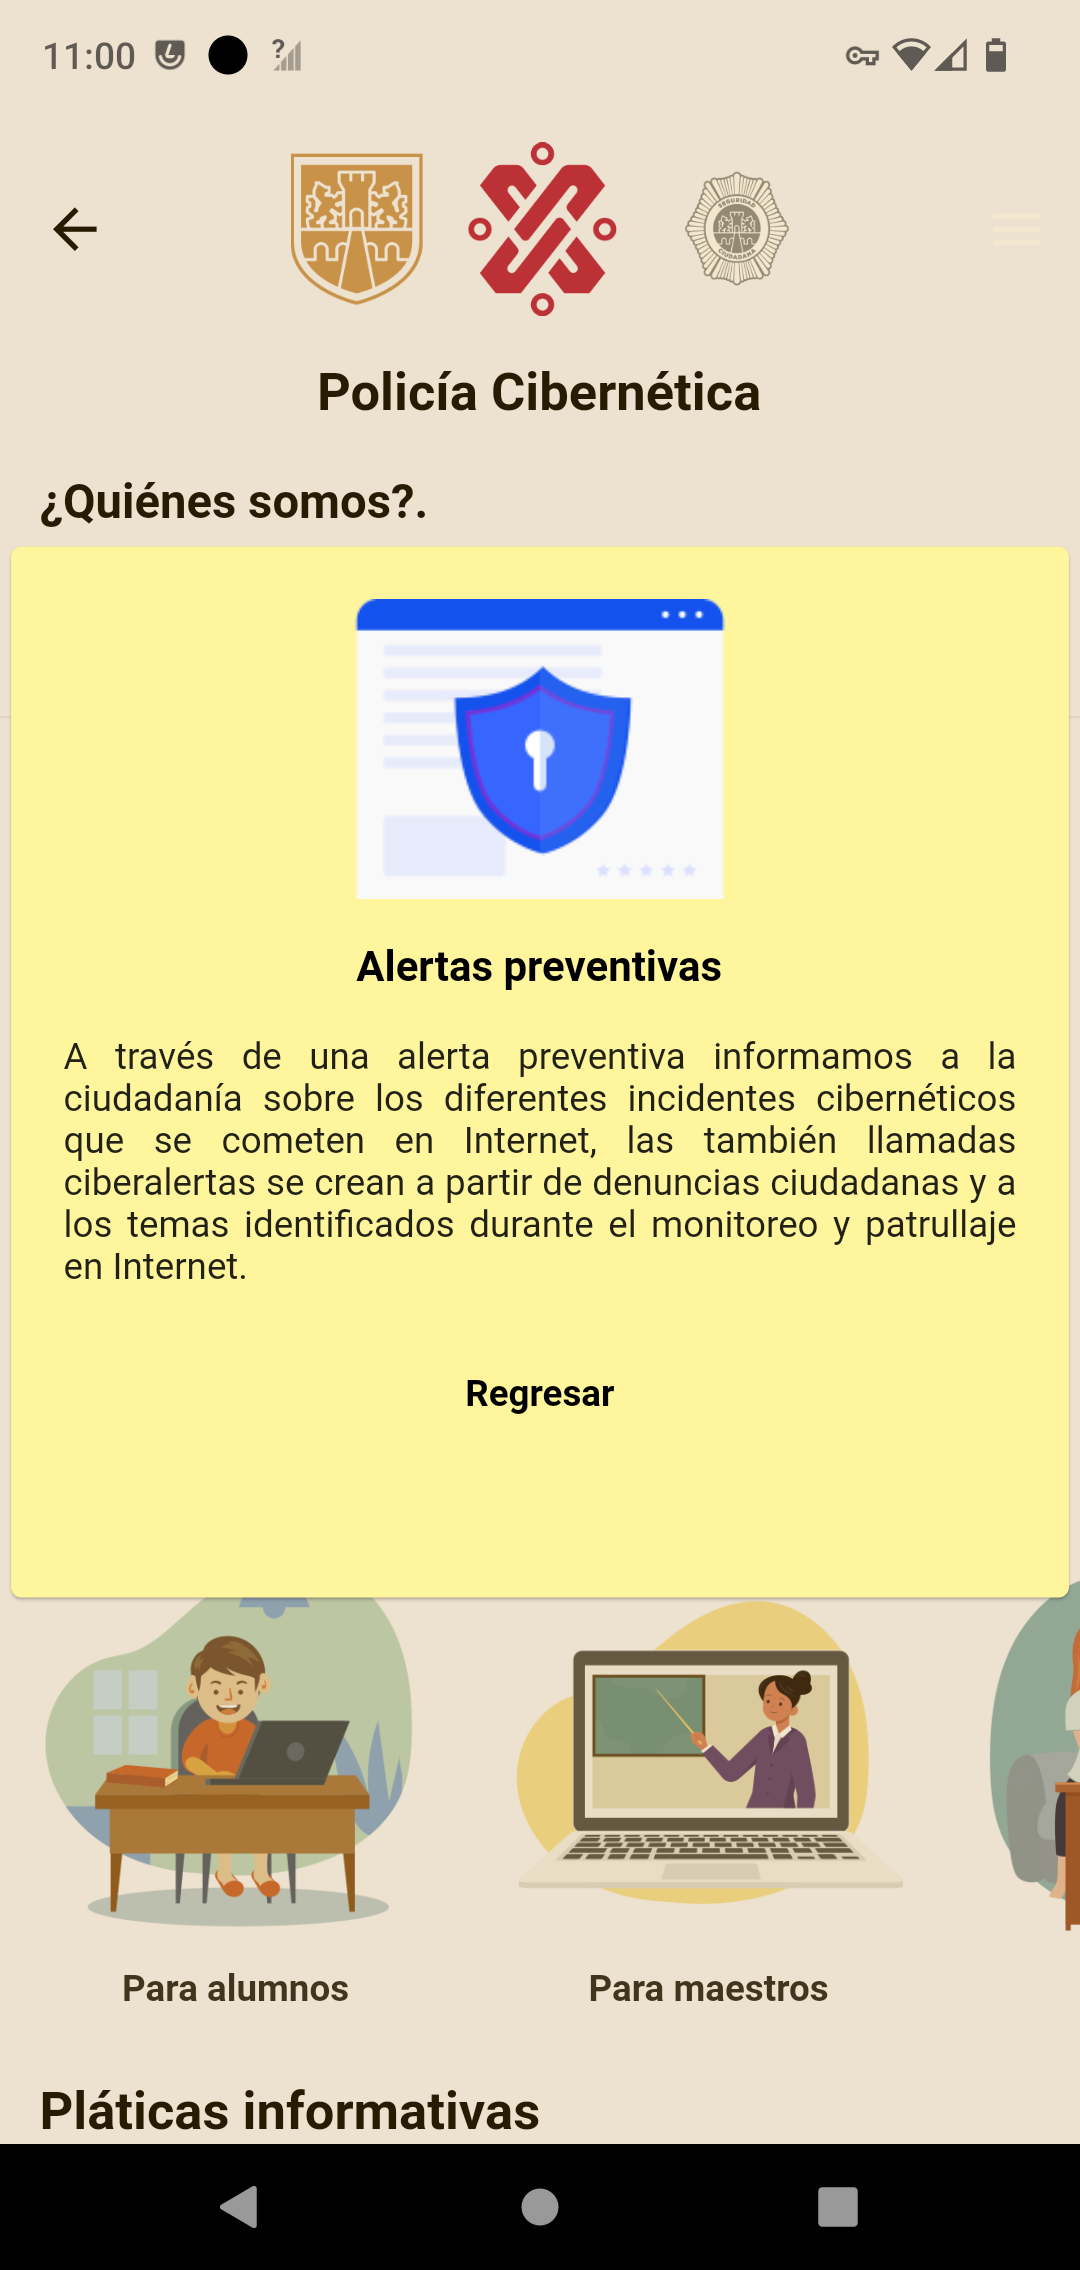 11:00
?
SEGURIDAD
CIUDADANA
Policía Cibernética
¿Quiénes somos?.
Alertas preventivas
A través de una alerta preventiva informamos a la
ciudadanía sobre los diferentes incidentes cibernéticos
que se cometen en Internet, las también llamadas
ciberalertas se crean a partir de denuncias ciudadanas y a
los temas identificados durante el monitoreo y patrullaje
en Internet.
Regresar
Para alumnos
Para maestros
Pláticas informativas